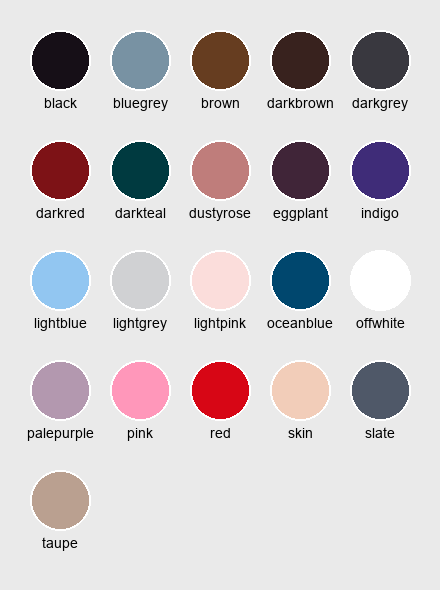 black bluegrey brown darkbrown darkgrey
darkred darkteal dustyrose eggplant indigo
lightblue lightgrey lightpink oceanblue offwhite
palepurple pink red skin slate
taupe